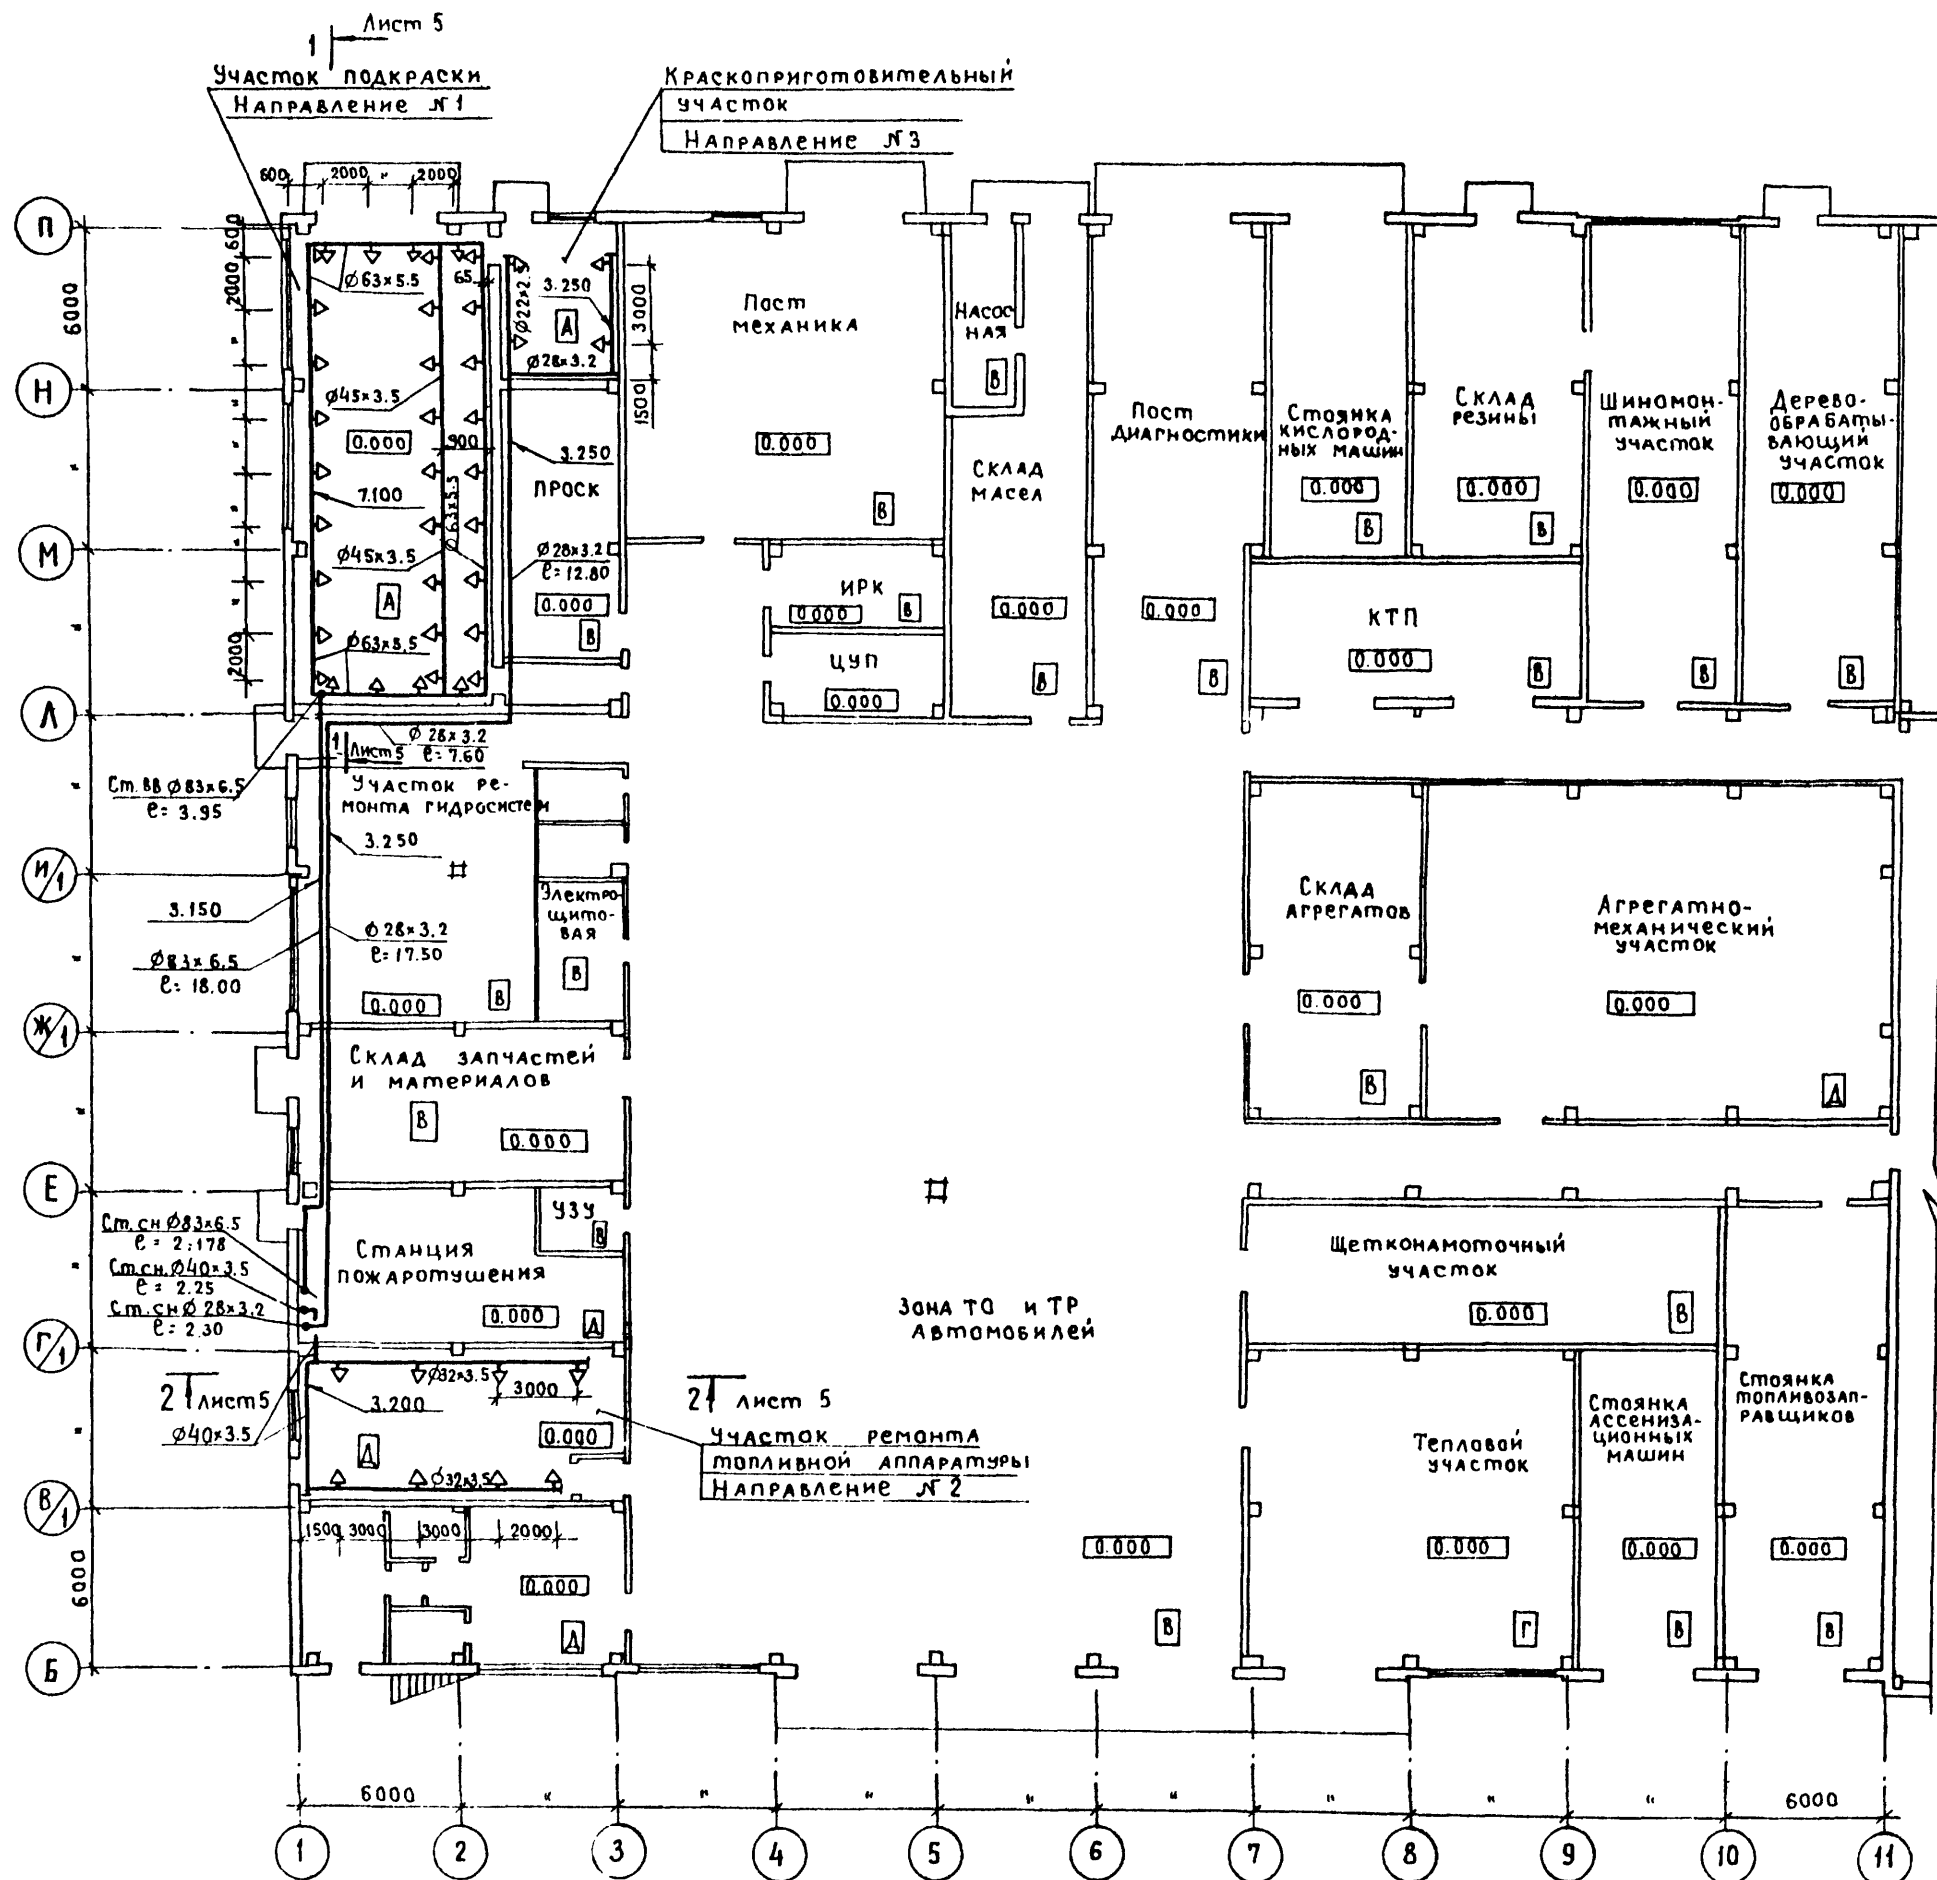 1
Лист 5
Участок подкраски
Направление №1
Краскоприготовительный
участок
Направление №3
600
2000
"
2000
П
Н
М
Л
И/1
Ж/1
Е
Г/1
В/1
Б
6000
"
"
"
"
"
"
"
6000
600
2000
"
"
"
"
"
"
2000
Ø63×5.5
65
Ø22×2.5
3.250
А
3000
Ø28×3.2
1500
Ø45×3.5
0.000
900
3.250
7.100
ПРОСК
Ø63×5.5
Ø45×3.5
Ø28×3.2
ℓ=12.80
А
0.000
В
Ø63×5.5
Пост
механика
0.000
В
Насос
ная
В
Склад
масел
0.000
В
ИРК
0.000
В
ЦУП
0.000
Пост
диагностики
0.000
В
Стоянка
кислород-
ных машин
0.000
В
Склад
резины
0.000
В
Шиномон-
тажный
участок
0.000
В
Дерево-
обрабаты-
вающий
участок
0.000
В
КТП
0.000
В
Ø28×3.2
ℓ=7.60
1
Лист 5
Ст. ВВ Ø83×6.5
ℓ=3.95
Участок ре-
монта гидросистем
3.250
3.150
Ø28×3.2
ℓ=17.50
Ø83×6.5
ℓ=18.00
0.000
В
Электро-
щито-
вая
В
Склад
агрегатов
0.000
В
Агрегатно-
механический
участок
0.000
Д
Склад запчастей
и материалов
В
0.000
УЗУ
В
Ст. сн Ø83×6.5
ℓ=2.178
Ст. сн. Ø40×3.5
ℓ=2.25
Ст. сн Ø28×3.2
ℓ=2.30
Станция
пожаротушения
0.000
Д
Зона ТО и ТР
автомобилей
Щетконамоточный
участок
0.000
В
2
Лист 5
Ø40×3.5
Ø32×3.5
3000
3.200
0.000
Д
Ø32×3.5
2
Лист 5
Участок ремонта
топливной аппаратуры
Направление №2
1500
3000
3000
2000
0.000
Д
0.000
В
Тепловой
участок
0.000
Г
Стоянка
ассениза-
ционных
машин
0.000
В
Стоянка
топливозап-
равщиков
0.000
В
6000
"
"
"
"
"
"
"
"
6000
1
2
3
4
5
6
7
8
9
10
11